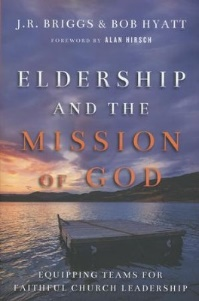 J.R. BRIGGS & BOB HYATT
FOREWORD BY ALAN HIRSCH
ELDERSHIP
AND THE
MISSION
OF GOD
EQUIPPING TEAMS FOR
FAITHFUL CHURCH LEADERSHIP